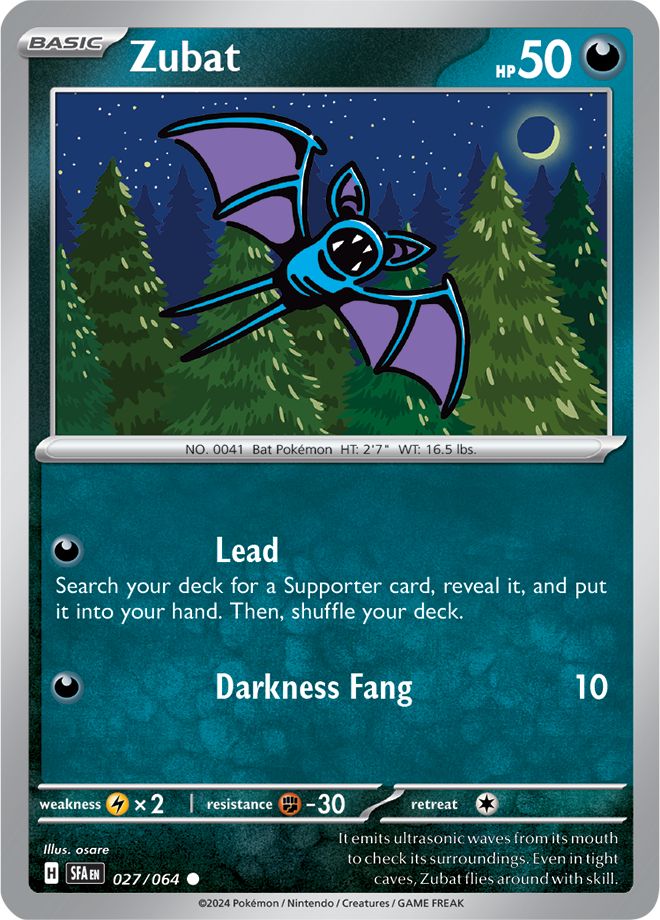 BASIC
Zubat
HP 50
NO. 0041 Bat Pokémon HT: 2'7" WT: 16.5 lbs.
Lead
Search your deck for a Supporter card, reveal it, and put
it into your hand. Then, shuffle your deck.
Darkness Fang 10
weakness ×2 resistance -30 retreat
Illus. osare
It emits ultrasonic waves from its mouth
to check its surroundings. Even in tight
caves, Zubat flies around with skill.
H SFA EN 027/064
©2024 Pokémon / Nintendo / Creatures / GAME FREAK